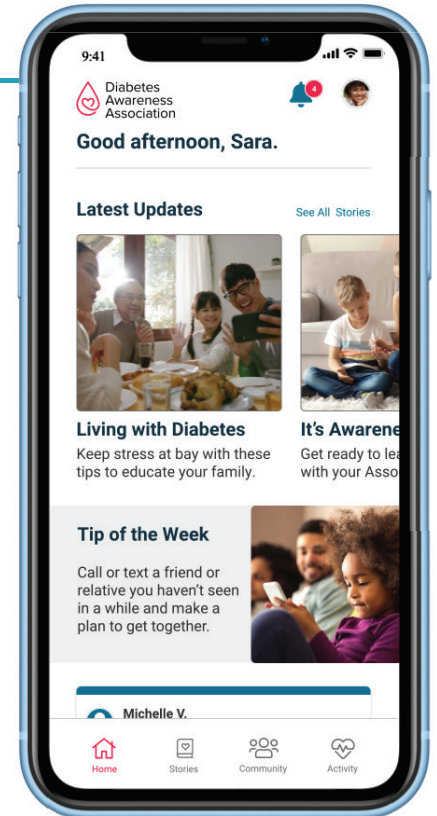 9:41
Diabetes
Awareness
Association
4
Good afternoon, Sara.
Latest Updates
See All Stories
Living with Diabetes
Keep stress at bay with these
tips to educate your family.
It's Awarene
Get ready to lea
with your Asso
Tip of the Week
Call or text a friend or
relative you haven't seen
in a while and make a
plan to get together.
Michelle V.
Home
Stories
Community
Activity